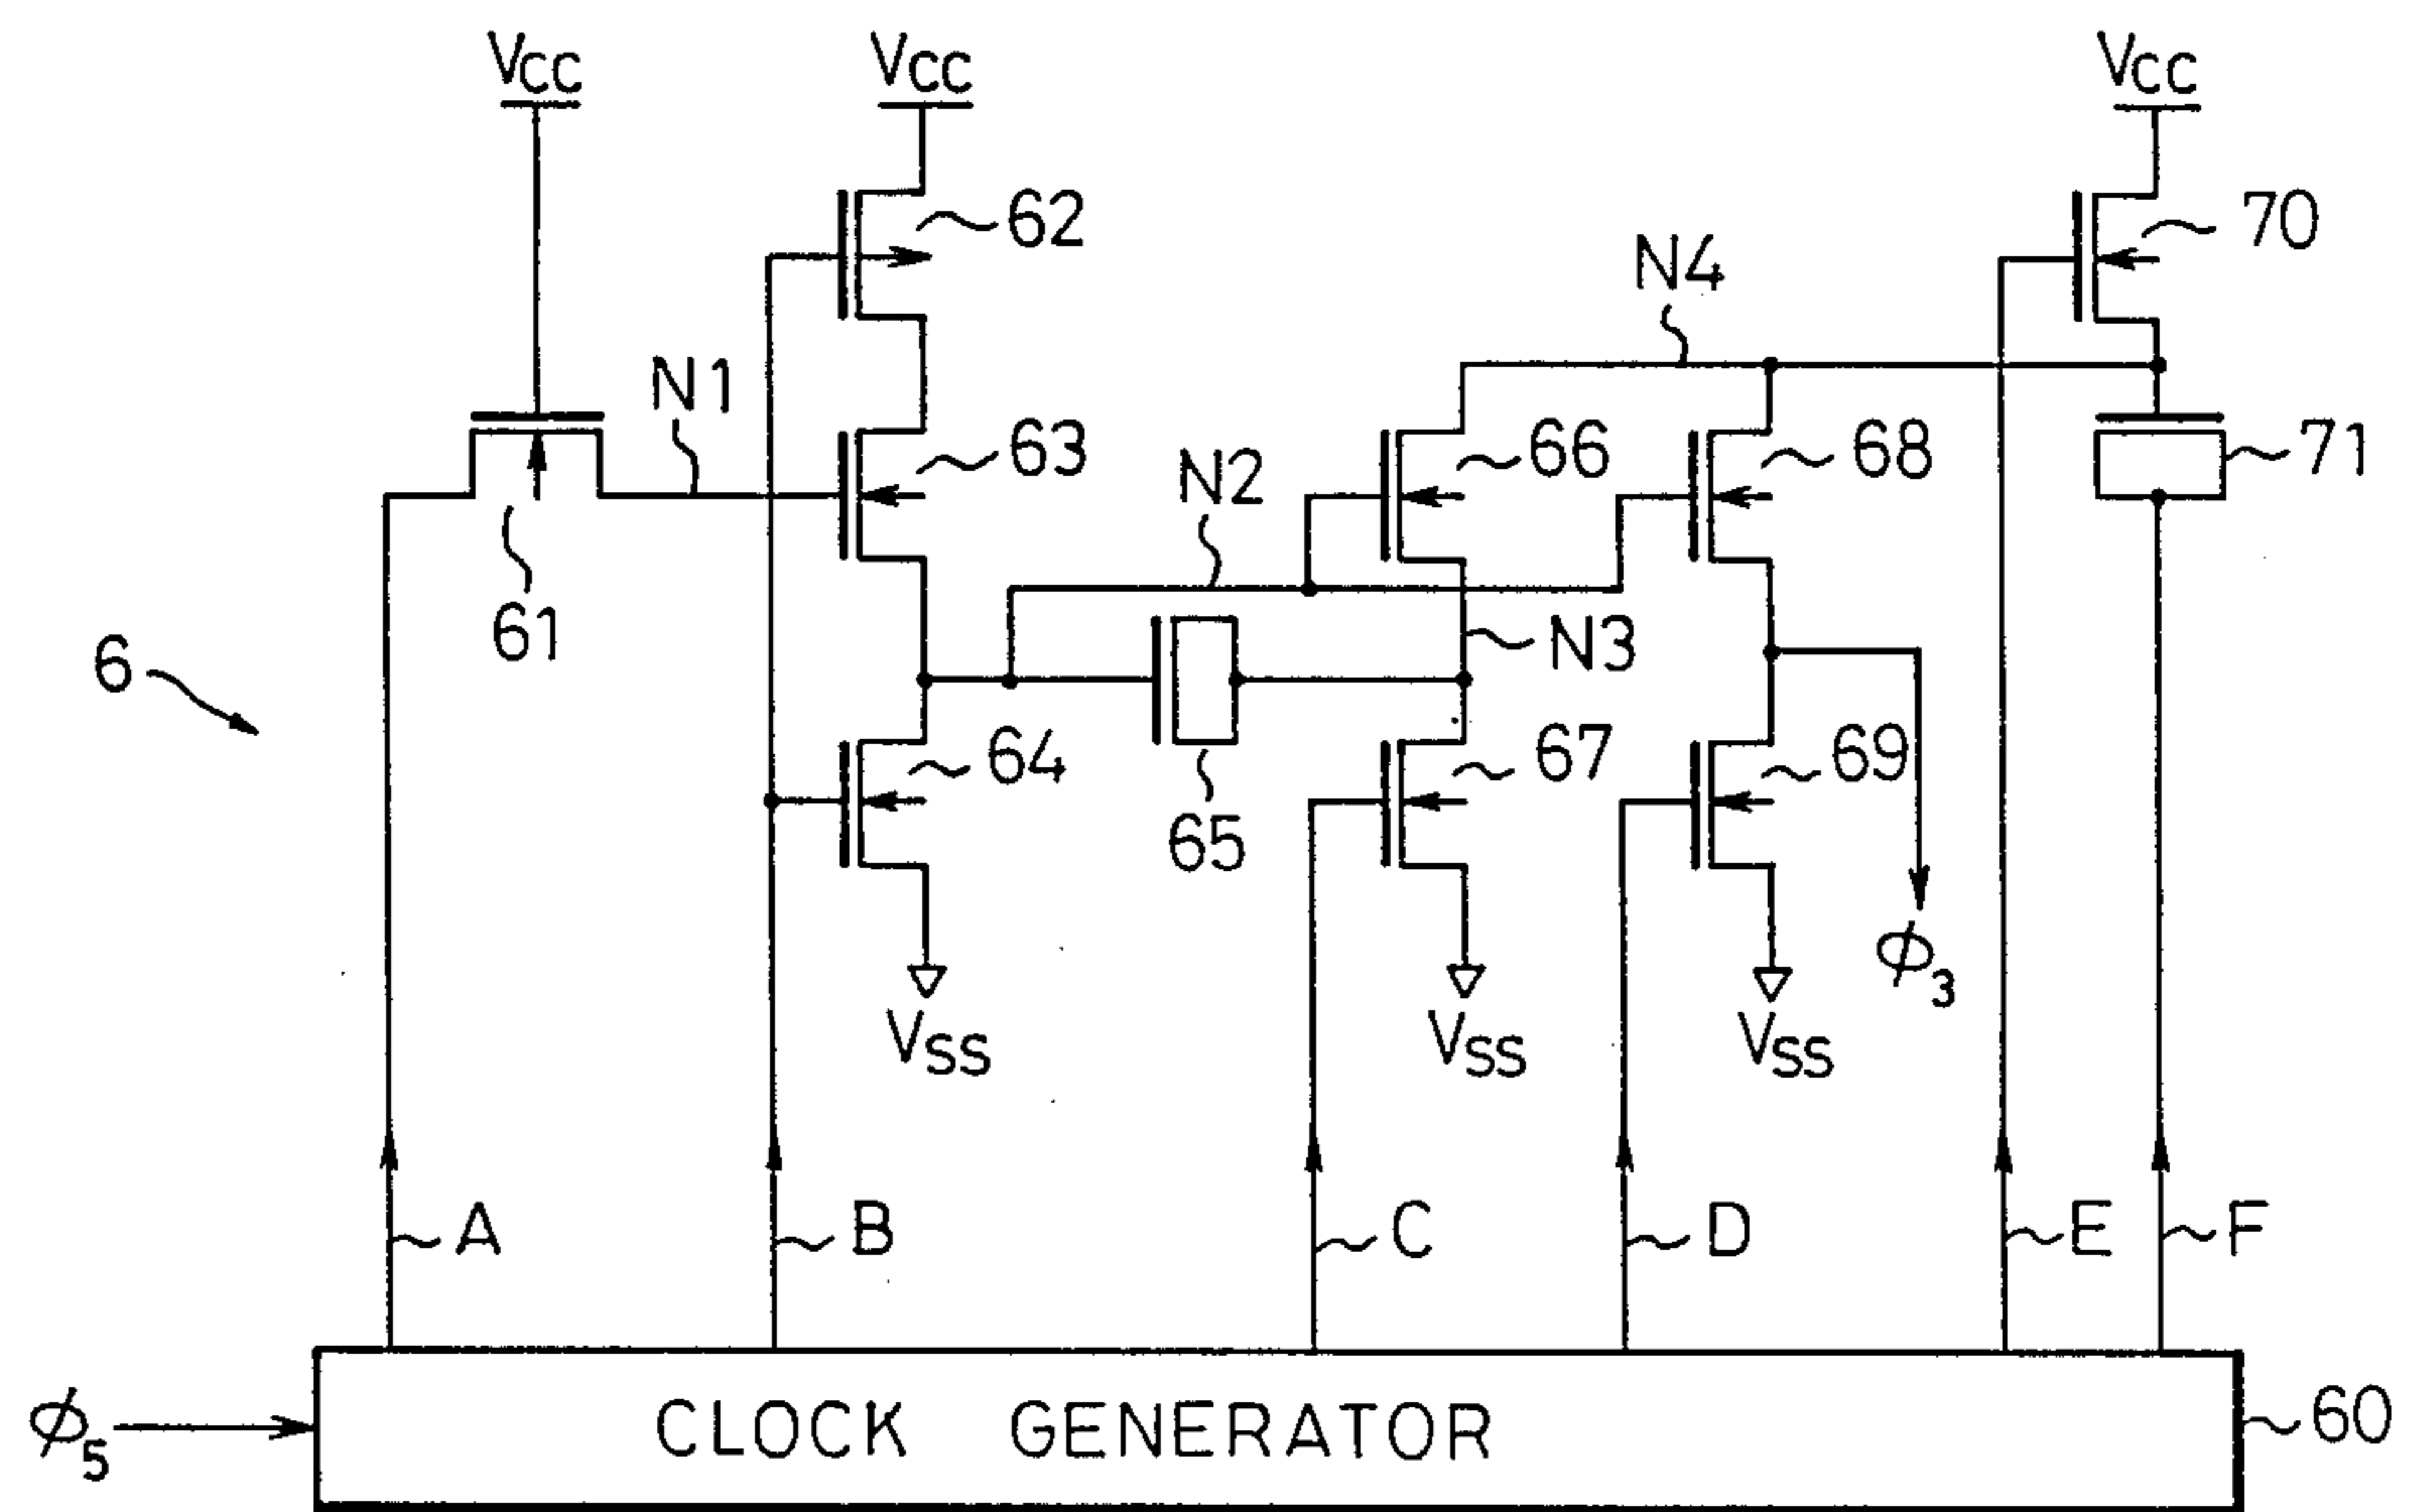 VCC VCC VCC
62 70
N4
N1
63 N2 66 68 71
61
6 N3
64 67 69
65
ϕ3
VSS VSS VSS
A B C D E F
ϕ5 CLOCK GENERATOR 60